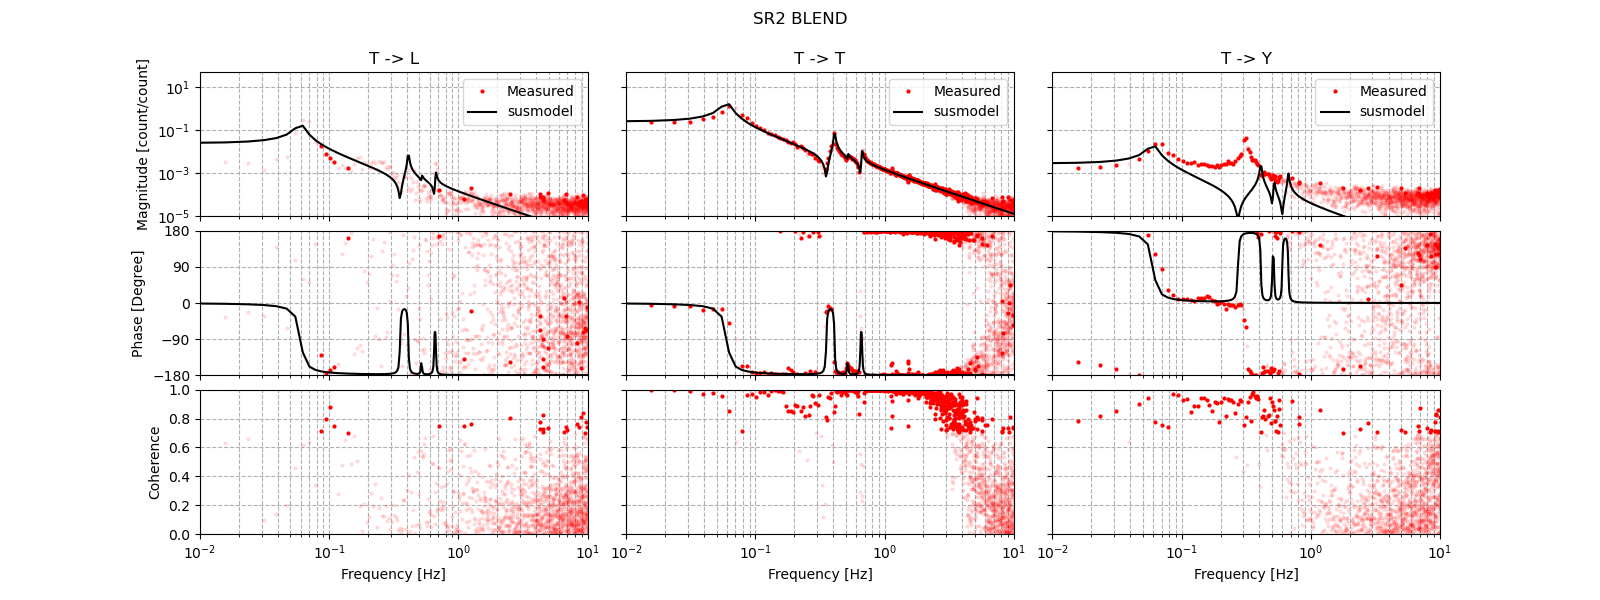 SR2 BLEND
T -> L
T -> T
T -> Y
Magnitude [count/count]
10^1
10^-1
10^-3
10^-5
Measured
susmodel
Measured
susmodel
Measured
susmodel
Phase [Degree]
180
90
0
−90
−180
Coherence
1.0
0.8
0.6
0.4
0.2
0.0
10^-2 10^-1 10^0 10^1
10^-2 10^-1 10^0 10^1
10^-2 10^-1 10^0 10^1
Frequency [Hz]
Frequency [Hz]
Frequency [Hz]